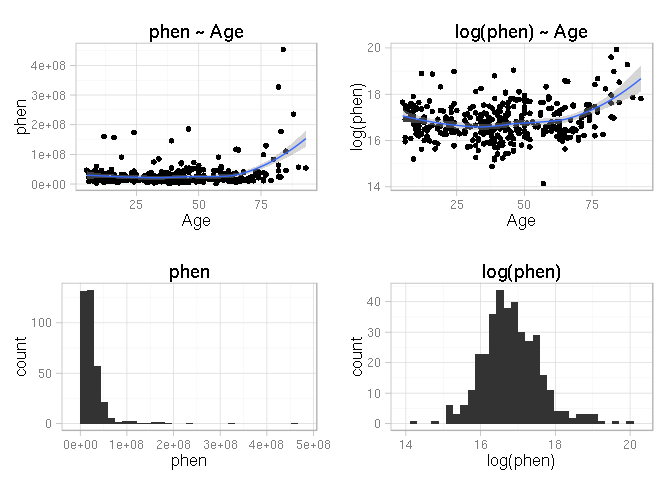 phen ~ Age
log(phen) ~ Age
4e+08
3e+08
2e+08
1e+08
0e+00
phen
25
50
75
Age
20
18
16
14
log(phen)
25
50
75
Age
phen
log(phen)
100
50
0
count
0e+00
1e+08
2e+08
3e+08
4e+08
5e+08
phen
40
30
20
10
0
count
14
16
18
20
log(phen)